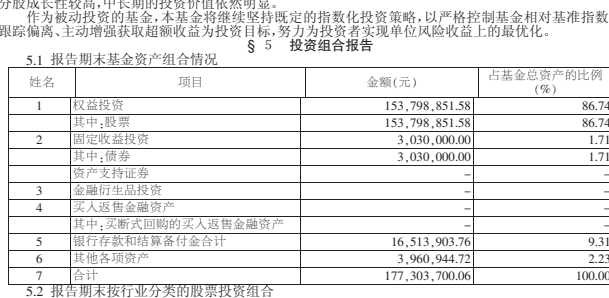 分股成长性较高,中长期的投资价值依然明显。
作为被动投资的基金,本基金将继续坚持既定的指数化投资策略,以严格控制基金相对基准指数
跟踪偏离、主动增强获取超额收益为投资目标,努力为投资者实现单位风险收益上的最优化。
§ 5 投资组合报告
5.1 报告期末基金资产组合情况
姓名 项目 金额(元) 占基金总资产的比例(%)
1 权益投资 153,798,851.58 86.74
其中:股票 153,798,851.58 86.74
2 固定收益投资 3,030,000.00 1.71
其中:债券 3,030,000.00 1.71
资产支持证券 – –
3 金融衍生品投资 – –
4 买入返售金融资产 – –
其中:买断式回购的买入返售金融资产 – –
5 银行存款和结算备付金合计 16,513,903.76 9.31
6 其他各项资产 3,960,944.72 2.23
7 合计 177,303,700.06 100.00
5.2 报告期末按行业分类的股票投资组合